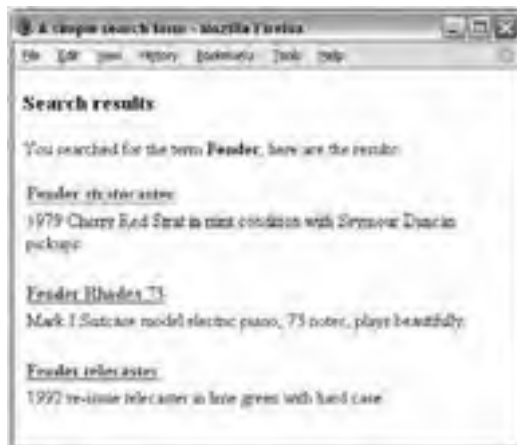 A simple search form - Mozilla Firefox
File Edit View History Bookmarks Tools Help
Search results
You searched for the term Fender, here are the results:
Fender stratocaster
1979 Cherry Red Strat in mint condition with Seymour Duncan
pickups
Fender Rhodes 73
Mark I Suitcase model electric piano, 73 notes, plays beautifully.
Fender telecaster
1992 re-issue telecaster in lime green with hard case